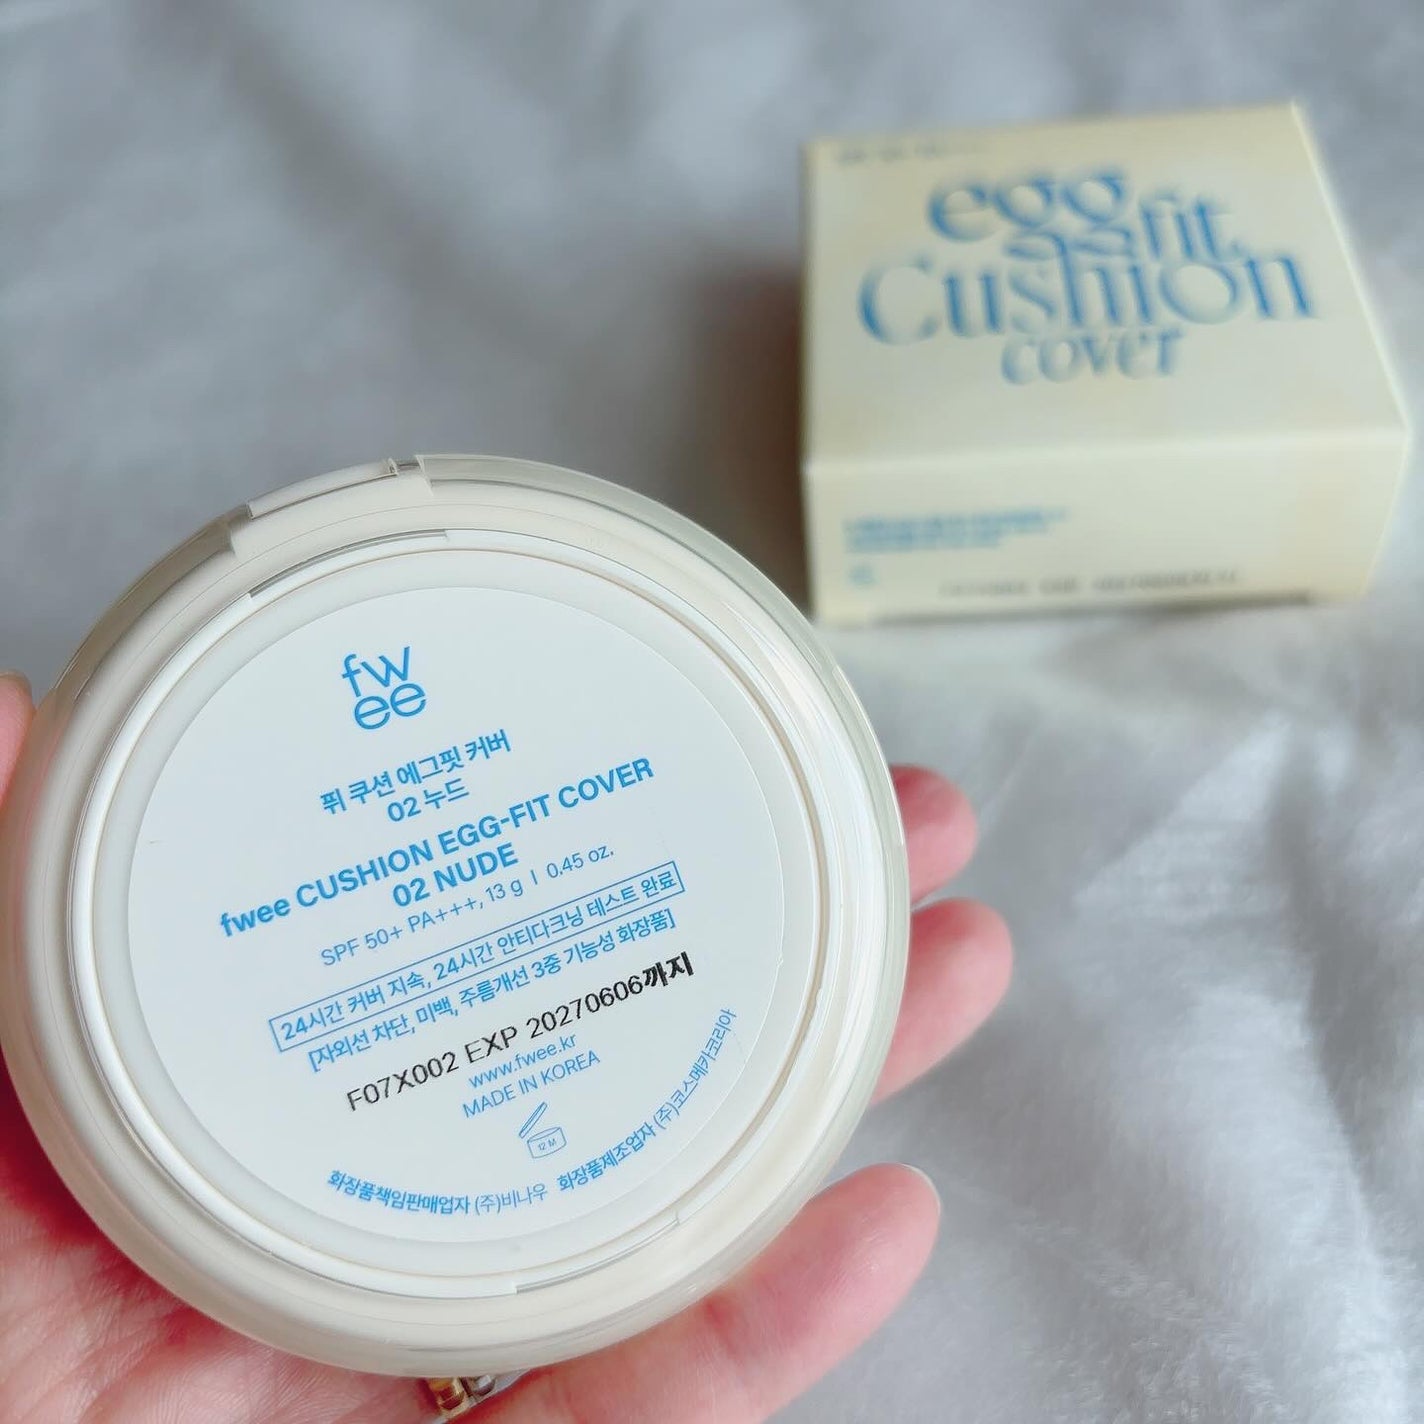 egg
fit
Cushion
cover
fw
ee
퓌 쿠션 에그핏 커버
02 누드
fwee CUSHION EGG-FIT COVER
02 NUDE
SPF 50+ PA+++, 13 g | 0.45 oz.
24시간 커버 지속, 24시간 안티다크닝 테스트 완료
[자외선 차단, 미백, 주름개선 3중 기능성 화장품]
F07X002 EXP 20270606까지
www.fwee.kr
MADE IN KOREA
12 M
화장품책임판매업자 (주)비나우 화장품제조업자 (주)코스메카코리아